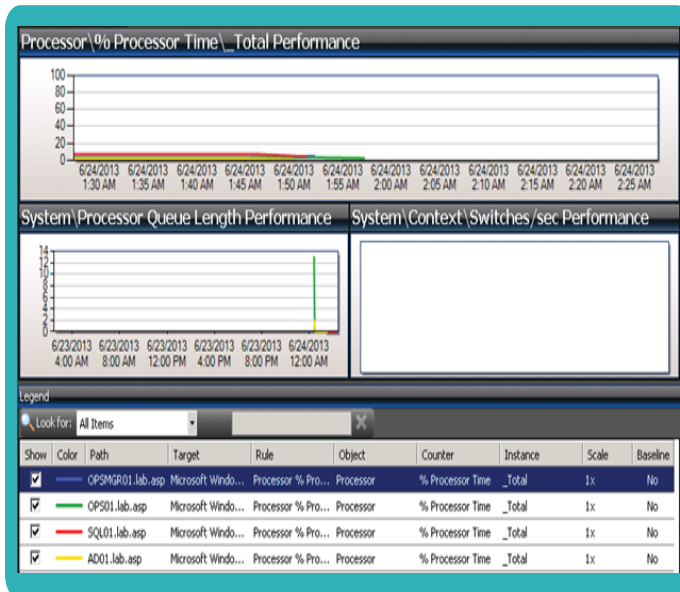 Processor\% Processor Time\_Total Performance
100
80
60
40
20
0
6/24/2013 6/24/2013 6/24/2013 6/24/2013 6/24/2013 6/24/2013 6/24/2013 6/24/2013 6/24/2013 6/24/2013 6/24/2013 6/24/2013
1:30 AM 1:35 AM 1:40 AM 1:45 AM 1:50 AM 1:55 AM 2:00 AM 2:05 AM 2:10 AM 2:15 AM 2:20 AM 2:25 AM
System\Processor Queue Length Performance
14
12
10
8
6
4
2
0
6/23/2013 6/23/2013 6/23/2013 6/23/2013 6/23/2013 6/24/2013
4:00 AM 8:00 AM 12:00 PM 4:00 PM 8:00 PM 12:00 AM
System\Context\Switches/sec Performance
Legend
Look for: All Items
Show Color Path Target Rule Object Counter Instance Scale Baseline
OPSMGR01.lab.asp Microsoft Windo... Processor % Pro... Processor % Processor Time _Total 1x No
OPS01.lab.asp Microsoft Windo... Processor % Pro... Processor % Processor Time _Total 1x No
SQL01.lab.asp Microsoft Windo... Processor % Pro... Processor % Processor Time _Total 1x No
AD01.lab.asp Microsoft Windo... Processor % Pro... Processor % Processor Time _Total 1x No